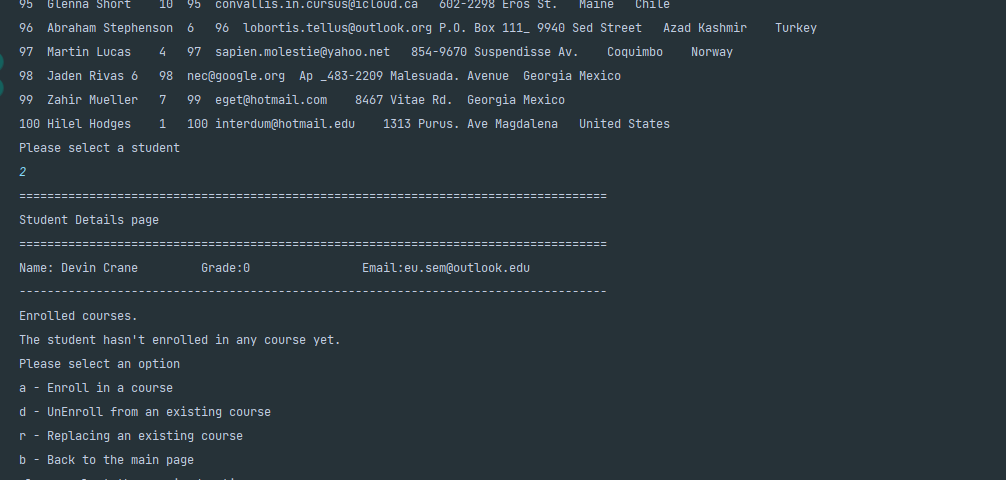 95 Glenna Short 10 95 convallis.in.cursus@icloud.ca 602-2298 Eros St. Maine Chile
96 Abraham Stephenson 6 96 lobortis.tellus@outlook.org P.O. Box 111_ 9940 Sed Street Azad Kashmir Turkey
97 Martin Lucas 4 97 sapien.molestie@yahoo.net 854-9670 Suspendisse Av. Coquimbo Norway
98 Jaden Rivas 6 98 nec@google.org Ap _483-2209 Malesuada. Avenue Georgia Mexico
99 Zahir Mueller 7 99 eget@hotmail.com 8467 Vitae Rd. Georgia Mexico
100 Hilel Hodges 1 100 interdum@hotmail.edu 1313 Purus. Ave Magdalena United States
Please select a student
2
====================================================================================
Student Details page
====================================================================================
Name: Devin Crane Grade:0 Email:eu.sem@outlook.edu
------------------------------------------------------------------------------------
Enrolled courses.
The student hasn't enrolled in any course yet.
Please select an option
a - Enroll in a course
d - UnEnroll from an existing course
r - Replacing an existing course
b - Back to the main page